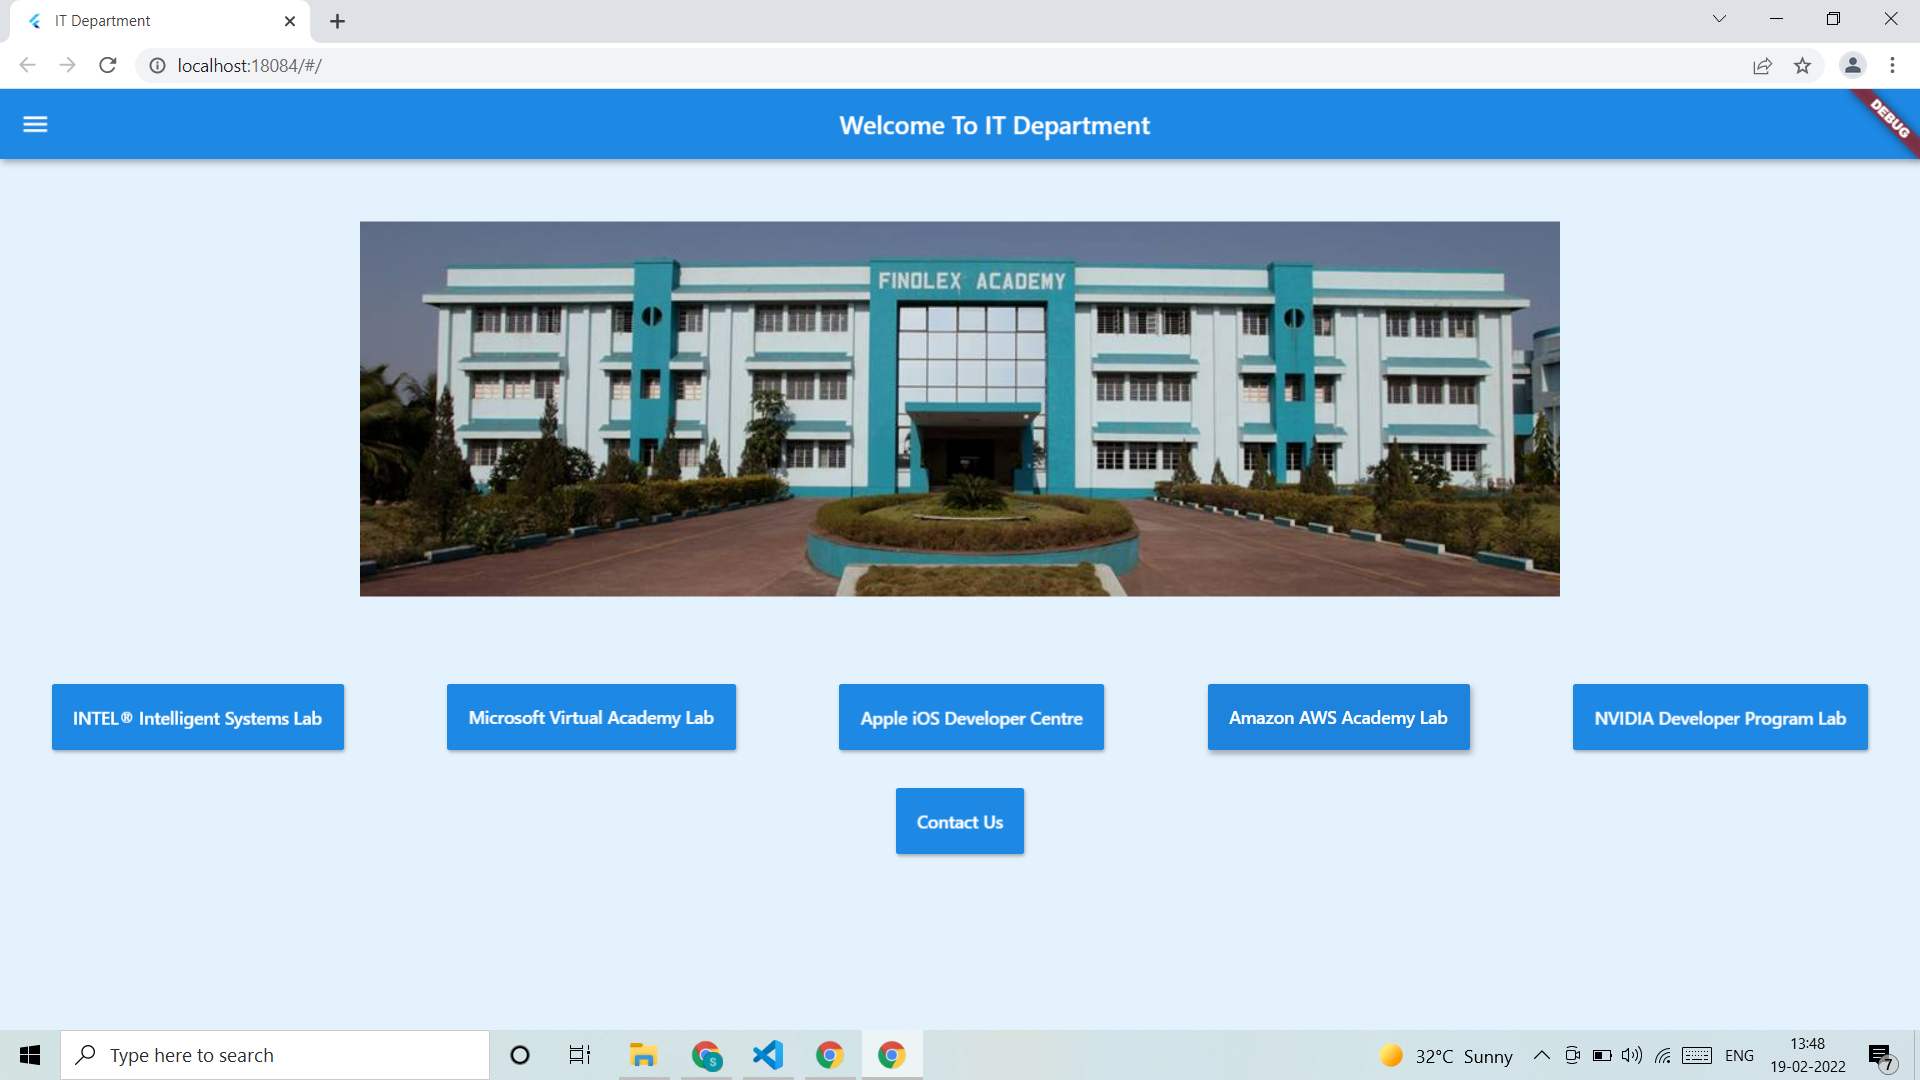 IT Department
localhost:18084/#/
Welcome To IT Department
DEBUG
FINOLEX ACADEMY
INTEL® Intelligent Systems Lab
Microsoft Virtual Academy Lab
Apple iOS Developer Centre
Amazon AWS Academy Lab
NVIDIA Developer Program Lab
Contact Us
Type here to search
S
32°C Sunny
ENG
13:48
19-02-2022
7